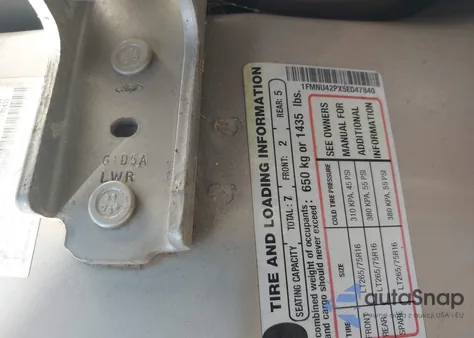 G1D5A
LWR
1FMNU42PX5ED47840
TIRE AND LOADING INFORMATION
SEATING CAPACITY TOTAL: 7 FRONT: 2 REAR: 5
combined weight of occupants
and cargo should never exceed 650 kg or 1435 lbs.
TIRE SIZE COLD TIRE PRESSURE SEE OWNERS
MANUAL FOR
ADDITIONAL
INFORMATION
FRONT LT265/75R16 310 KPA, 45 PSI
REAR LT265/75R16 380 KPA, 55 PSI
SPARE LT265/75R16 380 KPA, 55 PSI
autoSnap